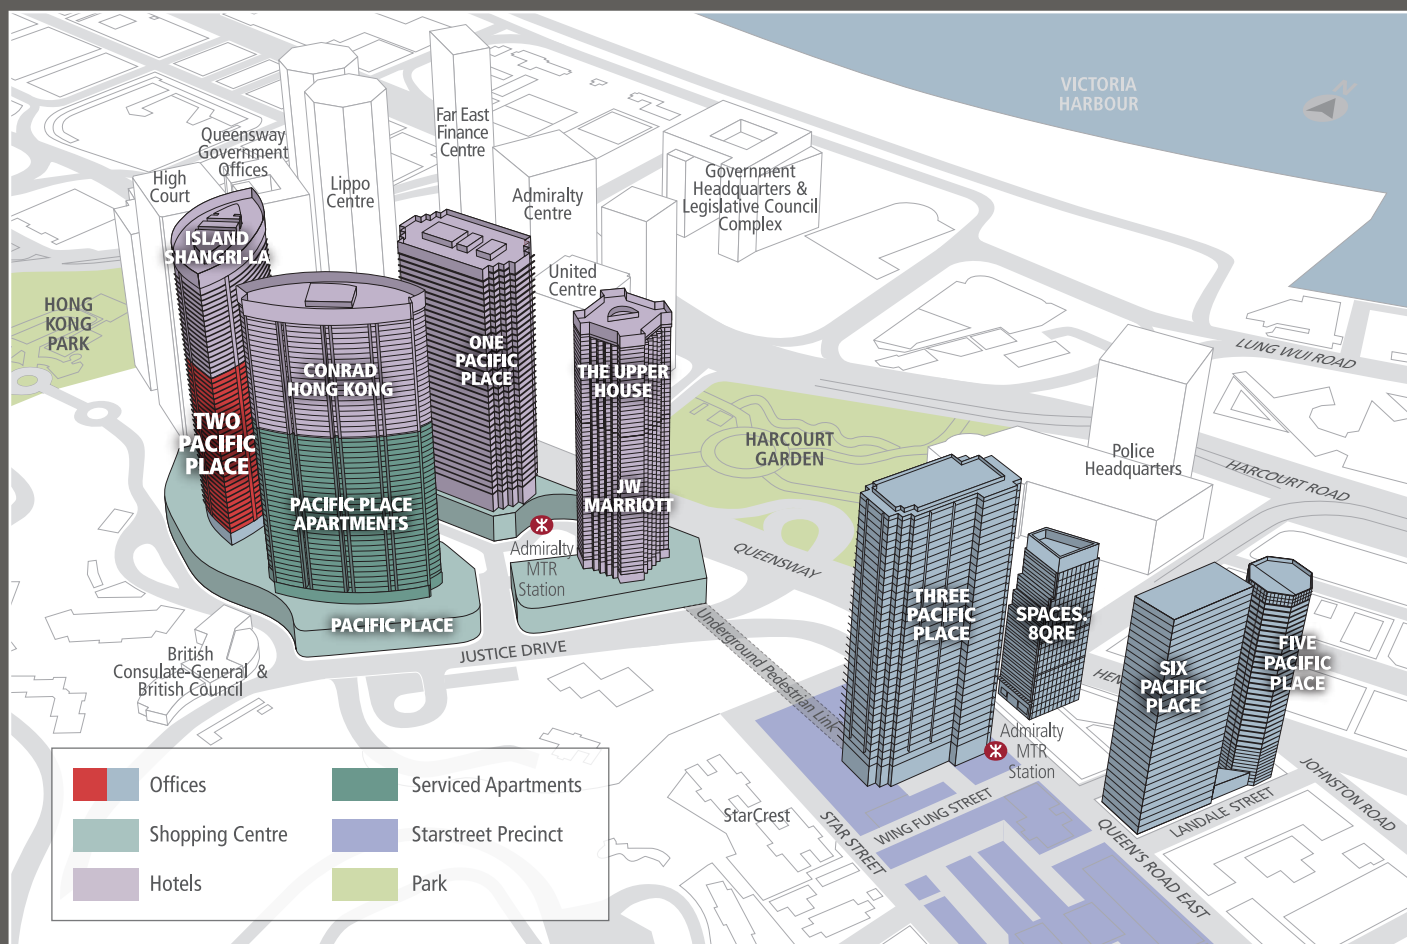 VICTORIA
HARBOUR
N
Far East
Finance
Centre
Queensway
Government
Offices
High
Court
Lippo
Centre
Admiralty
Centre
Government
Headquarters &
Legislative Council
Complex
ISLAND
SHANGRI-LA
United
Centre
HONG
KONG
PARK
ONE
PACIFIC
PLACE
CONRAD
HONG KONG
THE UPPER
HOUSE
LUNG WUI ROAD
TWO
PACIFIC
PLACE
HARCOURT
GARDEN
Police
Headquarters
HARCOURT ROAD
JW
MARRIOTT
PACIFIC PLACE
APARTMENTS
Admiralty
MTR
Station
QUEENSWAY
THREE
PACIFIC
PLACE
SPACES.
8QRE
PACIFIC PLACE
JUSTICE DRIVE
Underground Pedestrian Link
British
Consulate-General &
British Council
HEN
SIX
PACIFIC
PLACE
FIVE
PACIFIC
PLACE
Admiralty
MTR
Station
JOHNSTON ROAD
LANDALE STREET
WING FUNG STREET
STAR STREET
StarCrest
QUEEN'S ROAD EAST
Offices
Serviced Apartments
Shopping Centre
Starstreet Precinct
Hotels
Park